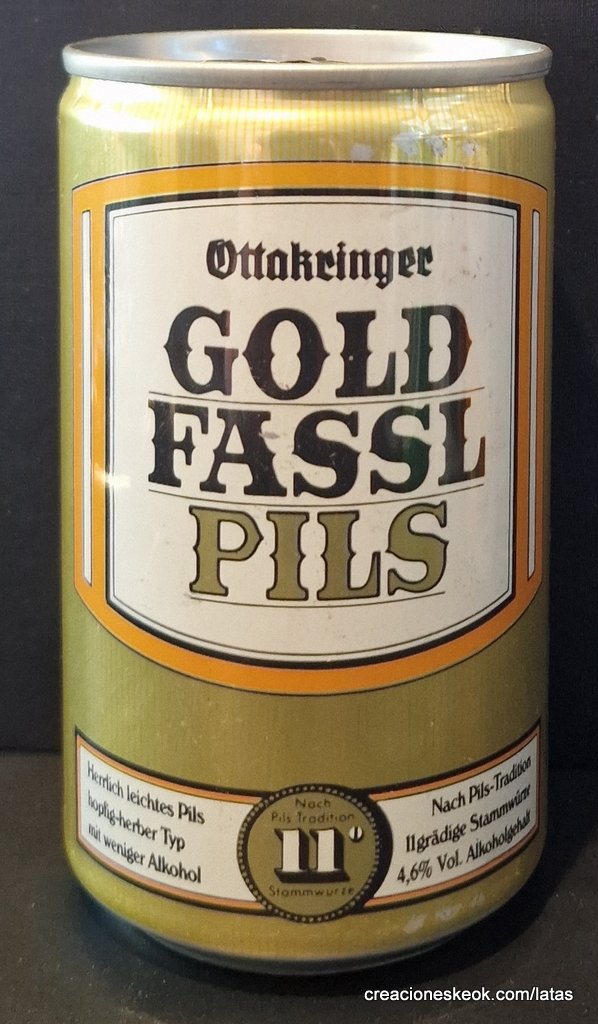 Ottakringer
GOLD
FASSL
PILS
Herrlich leichtes Pils
hopfig-herber Typ
mit weniger Alkohol
Nach
Pils Tradition
11°
Stammwürze
Nach Pils-Tradition
11grädige Stammwürze
4,6% Vol. Alkoholgehalt
creacioneskeok.com/latas